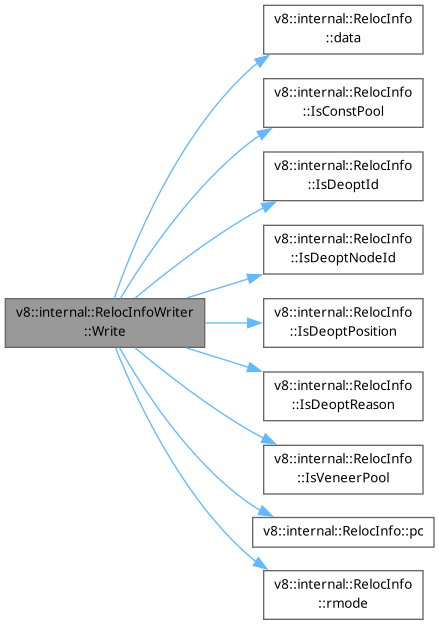 v8::internal::RelocInfo
::data
v8::internal::RelocInfo
::IsConstPool
v8::internal::RelocInfo
::IsDeoptId
v8::internal::RelocInfo
::IsDeoptNodeId
v8::internal::RelocInfoWriter
::Write
v8::internal::RelocInfo
::IsDeoptPosition
v8::internal::RelocInfo
::IsDeoptReason
v8::internal::RelocInfo
::IsVeneerPool
v8::internal::RelocInfo::pc
v8::internal::RelocInfo
::rmode